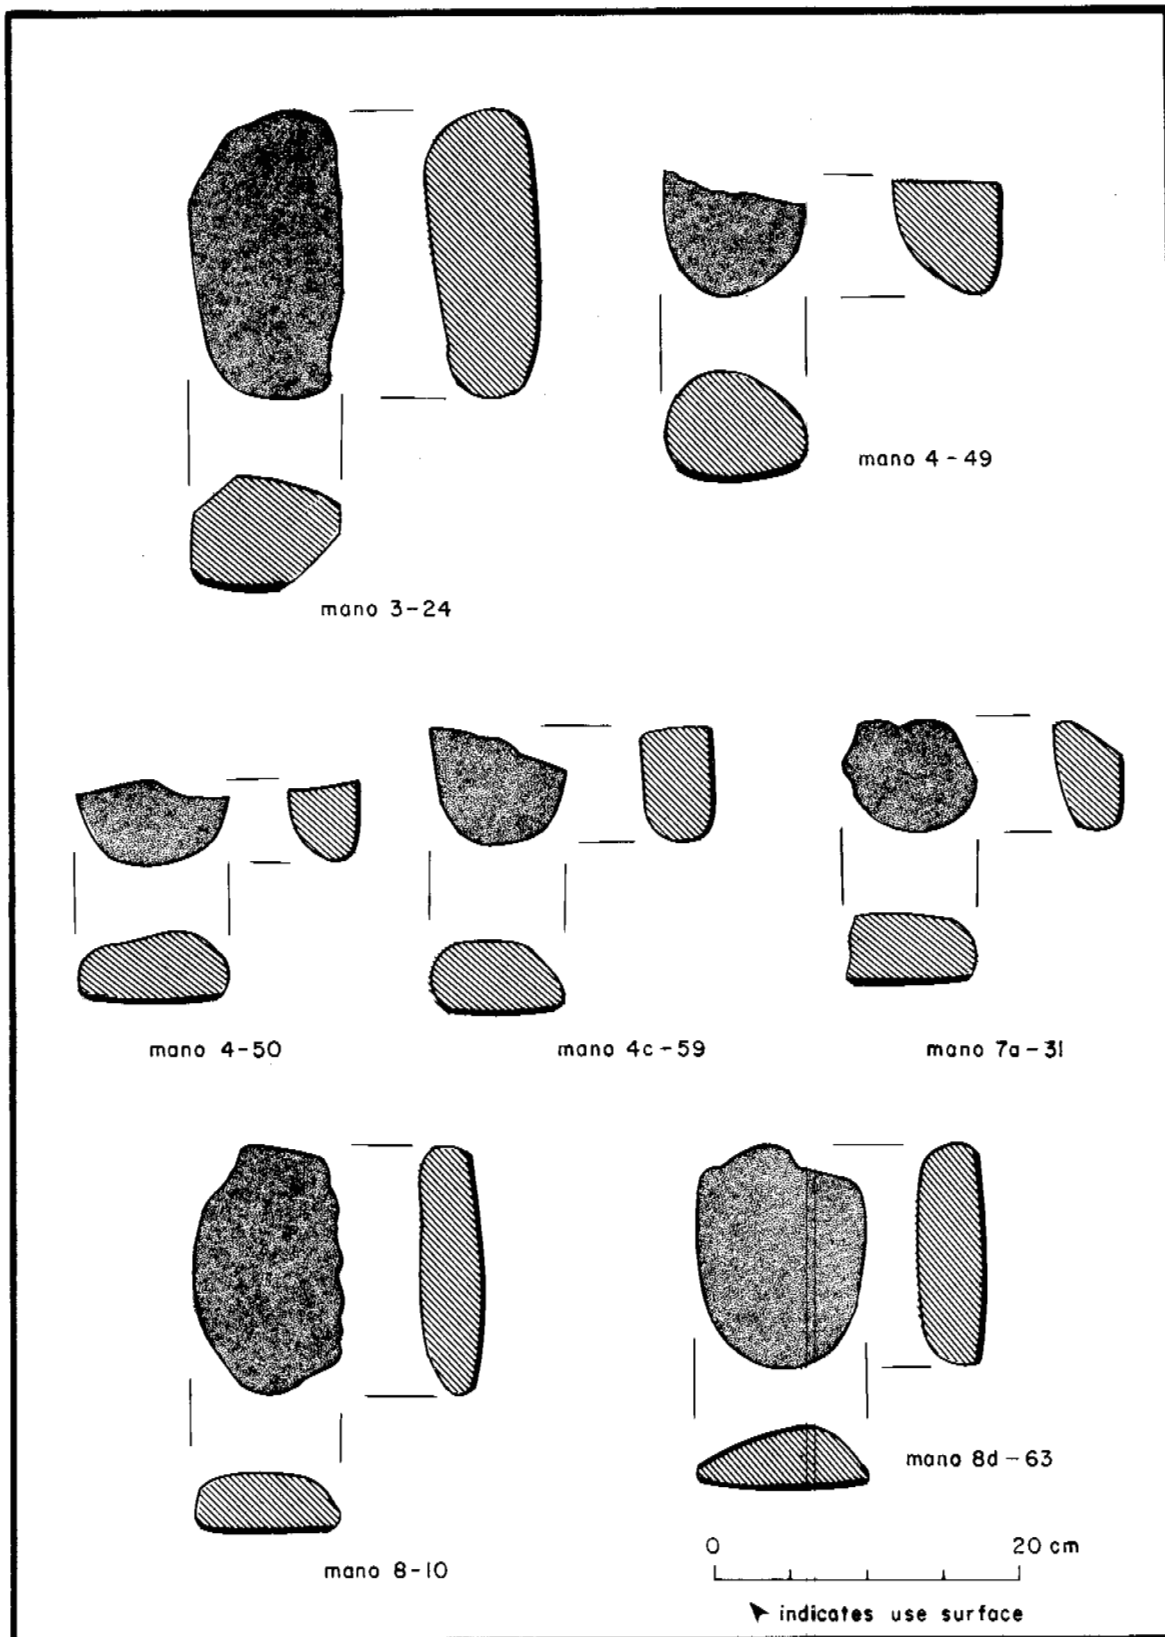 mano 4-49
mano 3-24
mano 4-50
mano 4c-59
mano 7a-31
mano 8d-63
mano 8-10
0 20 cm
indicates use surface